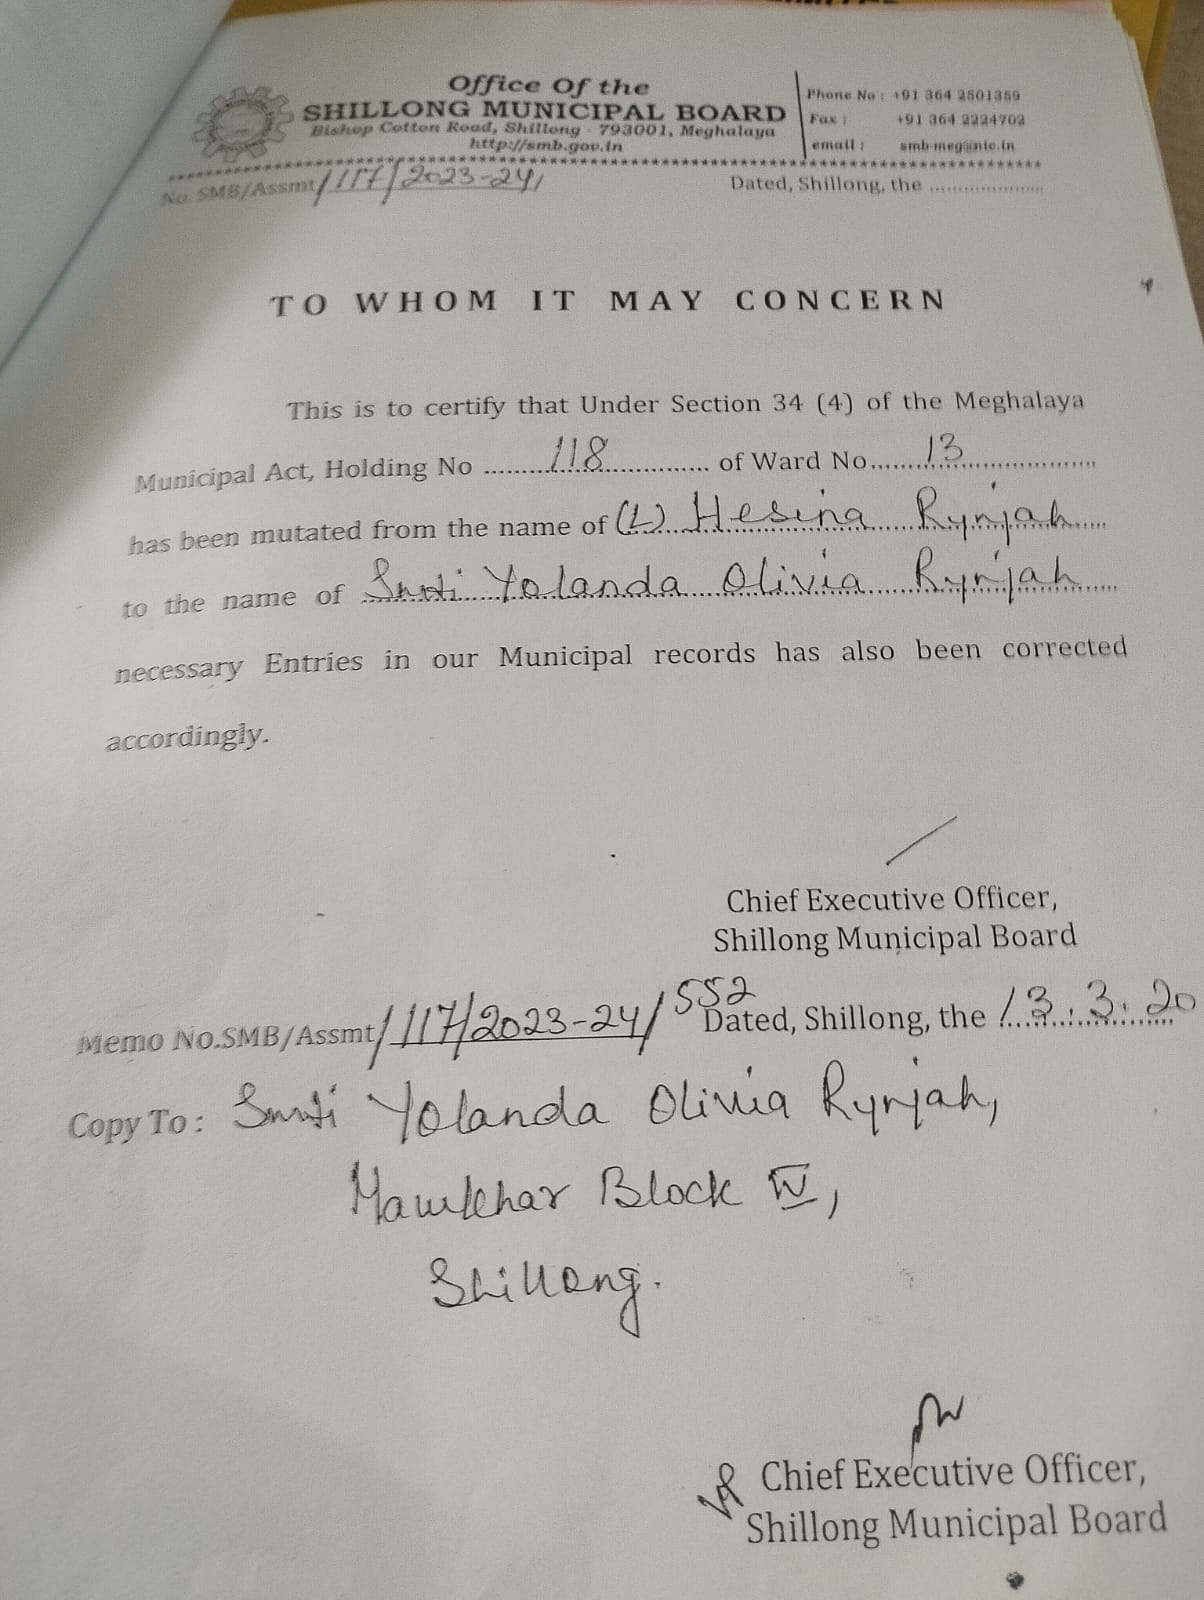 Office Of the
SHILLONG MUNICIPAL BOARD
Bishop Cotton Road, Shillong - 793001, Meghalaya
http://smb.gov.in
Phone No : +91 364 2501359
Fax : +91 364 2224702
email : smb-meg@nic.in
No. SMB/Assmt/117/2023-24/
Dated, Shillong, the ....................
TO WHOM IT MAY CONCERN
This is to certify that Under Section 34 (4) of the Meghalaya
Municipal Act, Holding No ....118.... of Ward No....13....
has been mutated from the name of (L) Hesina Rynjah
to the name of Smti Yolanda Olivia Rynjah
necessary Entries in our Municipal records has also been corrected
accordingly.
Chief Executive Officer,
Shillong Municipal Board
Memo No.SMB/Assmt/117/2023-24/552 Dated, Shillong, the 13.3.20
Copy To : Smti Yolanda Olivia Rynjah,
Mawkhar Block IV,
Shillong.
Chief Executive Officer,
Shillong Municipal Board